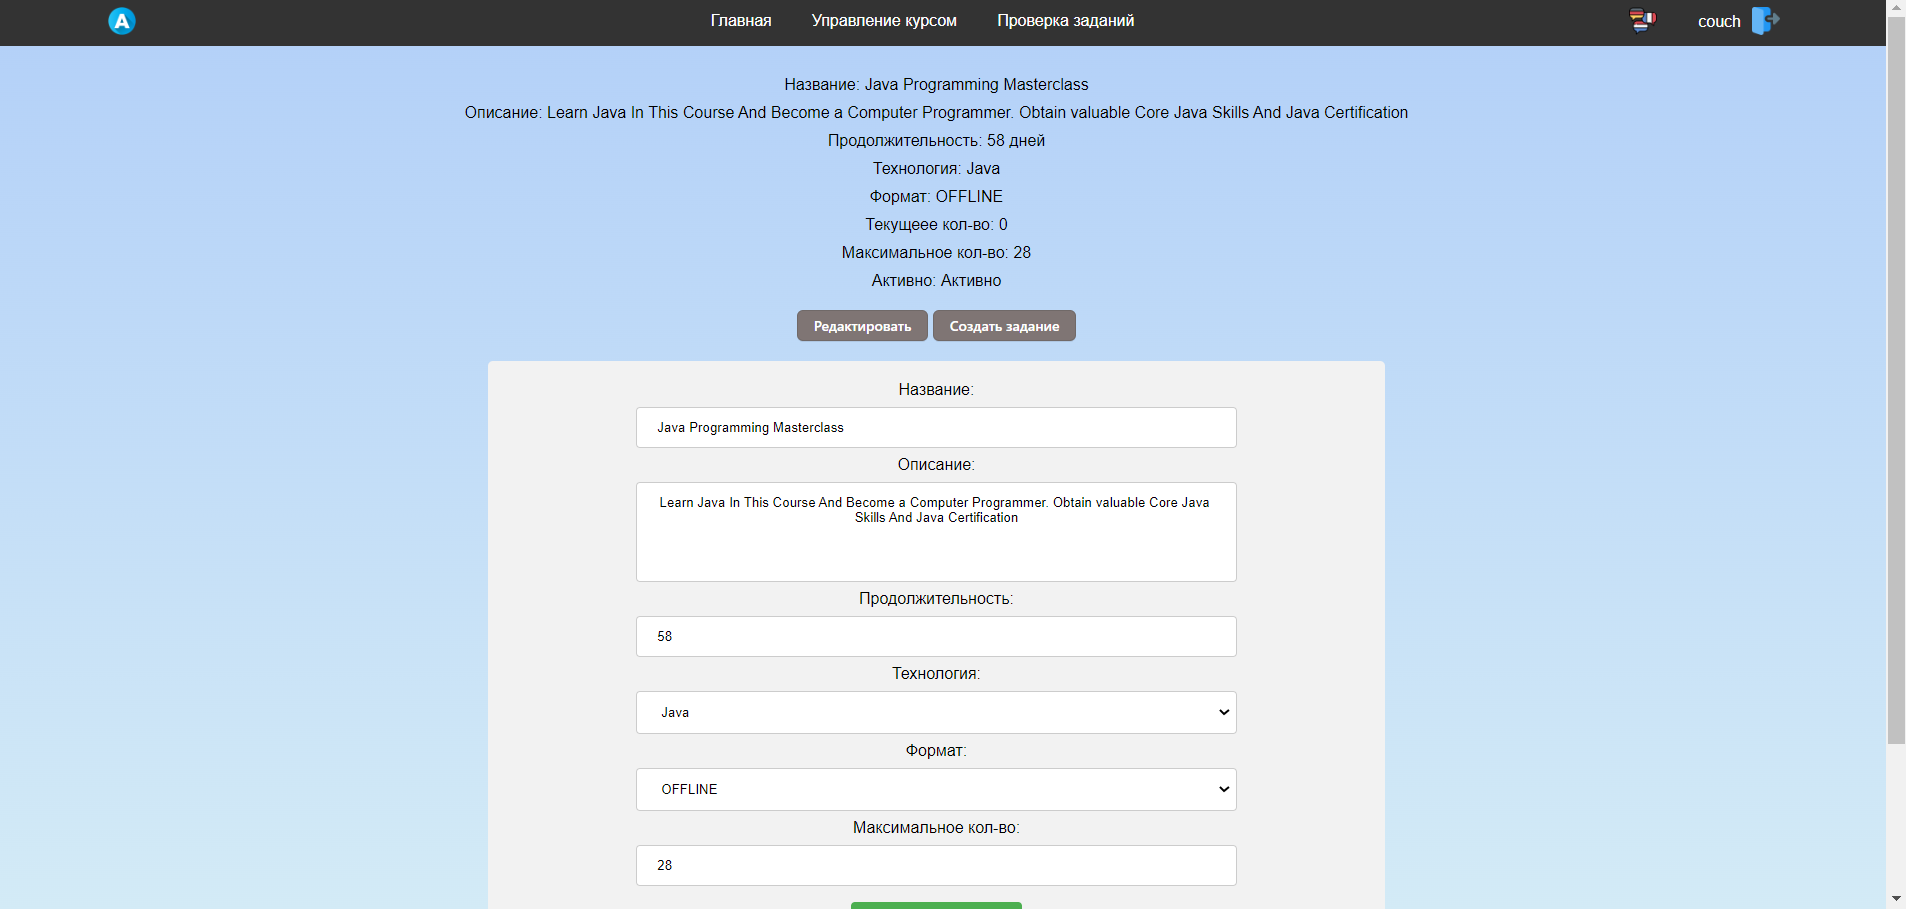 A
Главная
Управление курсом
Проверка заданий
couch
Название: Java Programming Masterclass
Описание: Learn Java In This Course And Become a Computer Programmer. Obtain valuable Core Java Skills And Java Certification
Продолжительность: 58 дней
Технология: Java
Формат: OFFLINE
Текущеее кол-во: 0
Максимальное кол-во: 28
Активно: Активно
Редактировать
Создать задание
Название:
Java Programming Masterclass
Описание:
Learn Java In This Course And Become a Computer Programmer. Obtain valuable Core Java
Skills And Java Certification
Продолжительность:
58
Технология:
Java
Формат:
OFFLINE
Максимальное кол-во:
28